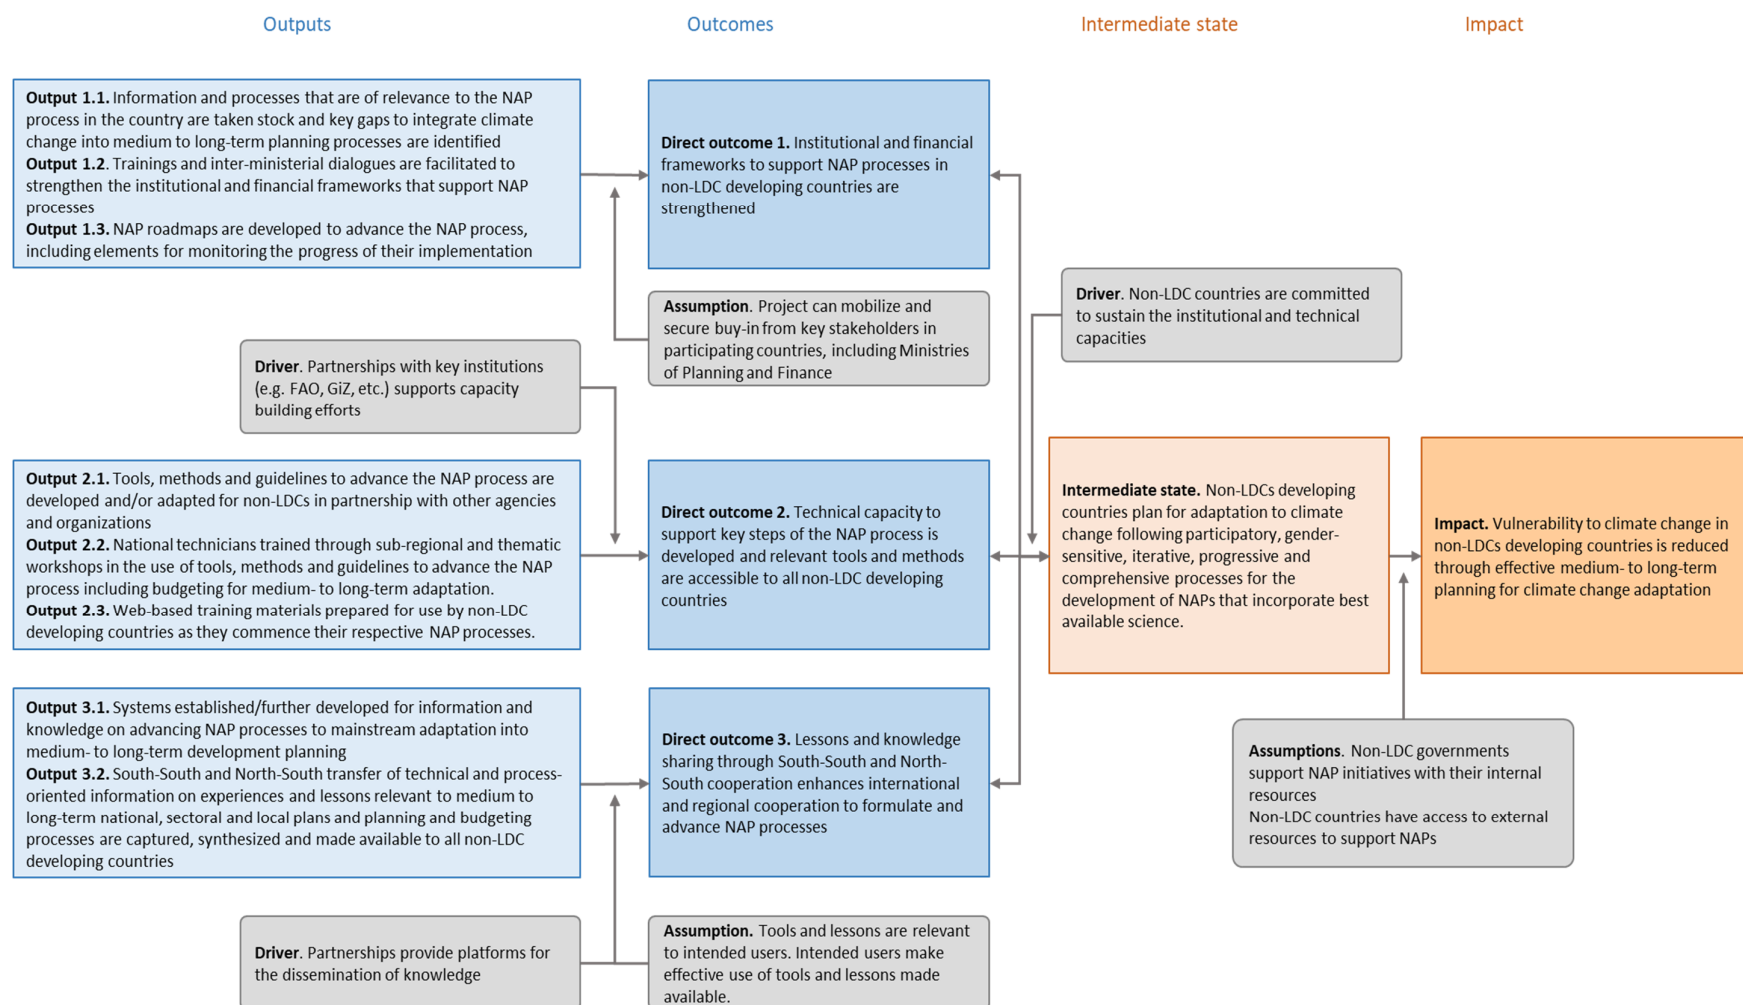 Outputs
Outcomes
Intermediate state
Impact
Output 1.1. Information and processes that are of relevance to the NAP
process in the country are taken stock and key gaps to integrate climate
change into medium to long-term planning processes are identified
Output 1.2. Trainings and inter-ministerial dialogues are facilitated to
strengthen the institutional and financial frameworks that support NAP
processes
Output 1.3. NAP roadmaps are developed to advance the NAP process,
including elements for monitoring the progress of their implementation
Direct outcome 1. Institutional and financial
frameworks to support NAP processes in
non-LDC developing countries are
strengthened
Assumption. Project can mobilize and
secure buy-in from key stakeholders in
participating countries, including Ministries
of Planning and Finance
Driver. Non-LDC countries are committed
to sustain the institutional and technical
capacities
Driver. Partnerships with key institutions
(e.g. FAO, GiZ, etc.) supports capacity
building efforts
Output 2.1. Tools, methods and guidelines to advance the NAP process are
developed and/or adapted for non-LDCs in partnership with other agencies
and organizations
Output 2.2. National technicians trained through sub-regional and thematic
workshops in the use of tools, methods and guidelines to advance the NAP
process including budgeting for medium- to long-term adaptation.
Output 2.3. Web-based training materials prepared for use by non-LDC
developing countries as they commence their respective NAP processes.
Direct outcome 2. Technical capacity to
support key steps of the NAP process is
developed and relevant tools and methods
are accessible to all non-LDC developing
countries
Intermediate state. Non-LDCs developing
countries plan for adaptation to climate
change following participatory, gender-
sensitive, iterative, progressive and
comprehensive processes for the
development of NAPs that incorporate best
available science.
Impact. Vulnerability to climate change in
non-LDCs developing countries is reduced
through effective medium- to long-term
planning for climate change adaptation
Output 3.1. Systems established/further developed for information and
knowledge on advancing NAP processes to mainstream adaptation into
medium- to long-term development planning
Output 3.2. South-South and North-South transfer of technical and process-
oriented information on experiences and lessons relevant to medium to
long-term national, sectoral and local plans and planning and budgeting
processes are captured, synthesized and made available to all non-LDC
developing countries
Direct outcome 3. Lessons and knowledge
sharing through South-South and North-
South cooperation enhances international
and regional cooperation to formulate and
advance NAP processes
Assumptions. Non-LDC governments
support NAP initiatives with their internal
resources
Non-LDC countries have access to external
resources to support NAPs
Driver. Partnerships provide platforms for
the dissemination of knowledge
Assumption. Tools and lessons are relevant
to intended users. Intended users make
effective use of tools and lessons made
available.